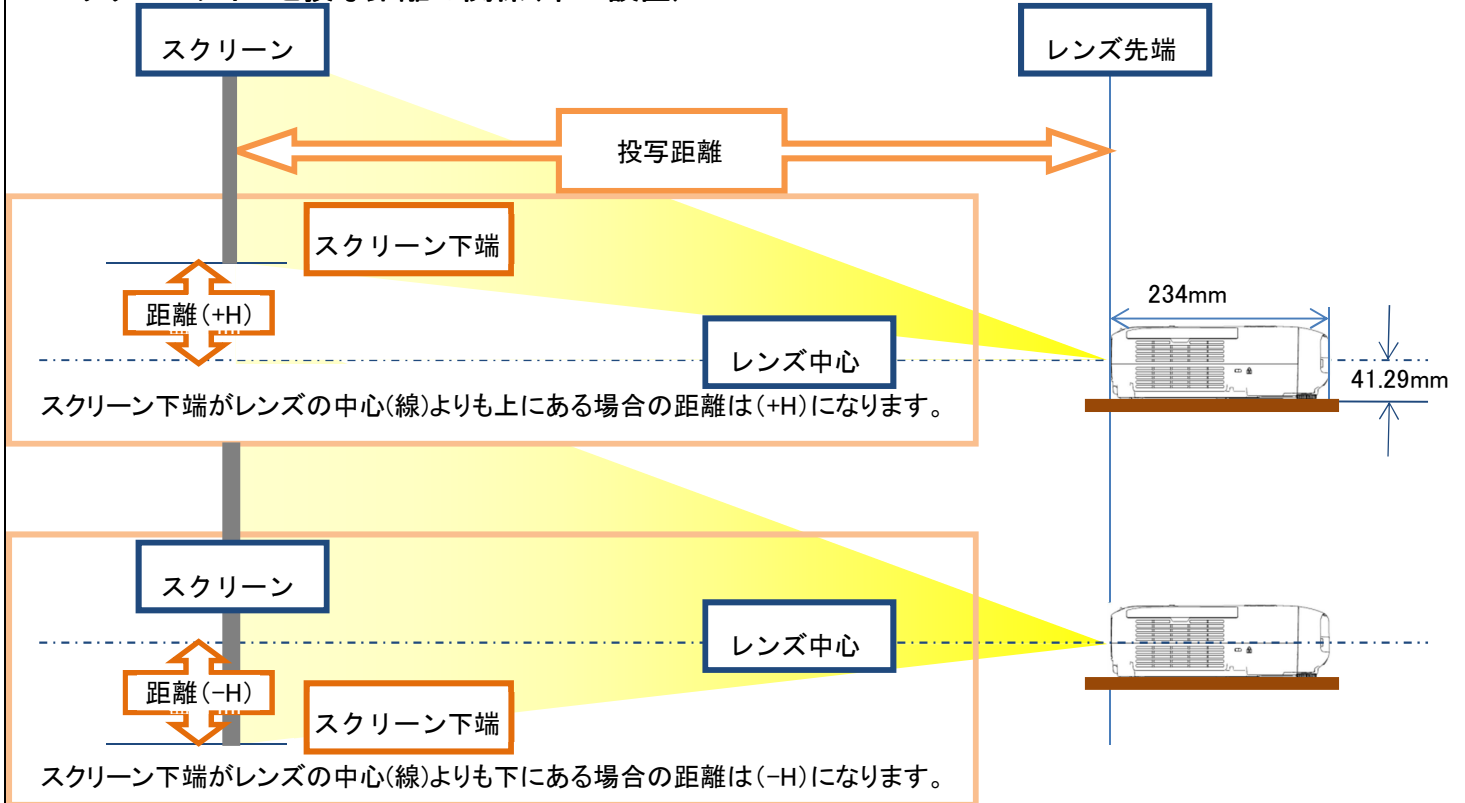 スクリーン
レンズ先端
投写距離
スクリーン下端
距離(+H)
234mm
レンズ中心
41.29mm
スクリーン下端がレンズの中心(線)よりも上にある場合の距離は(+H)になります。
スクリーン
レンズ中心
距離(-H)
スクリーン下端
スクリーン下端がレンズの中心(線)よりも下にある場合の距離は(-H)になります。